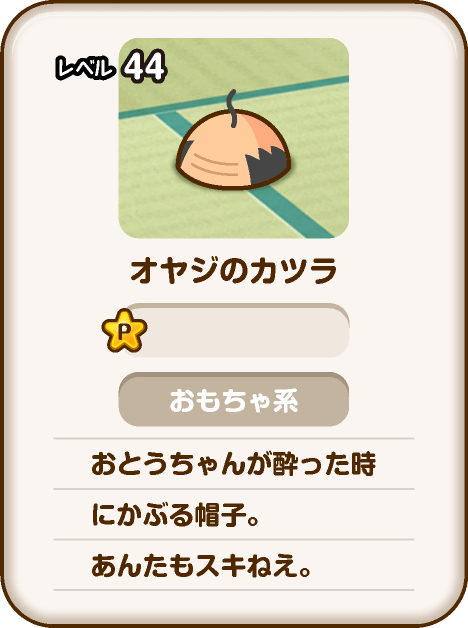 レベル 44
オヤジのカツラ
P
おもちゃ系
おとうちゃんが酔った時
にかぶる帽子。
あんたもスキねえ。